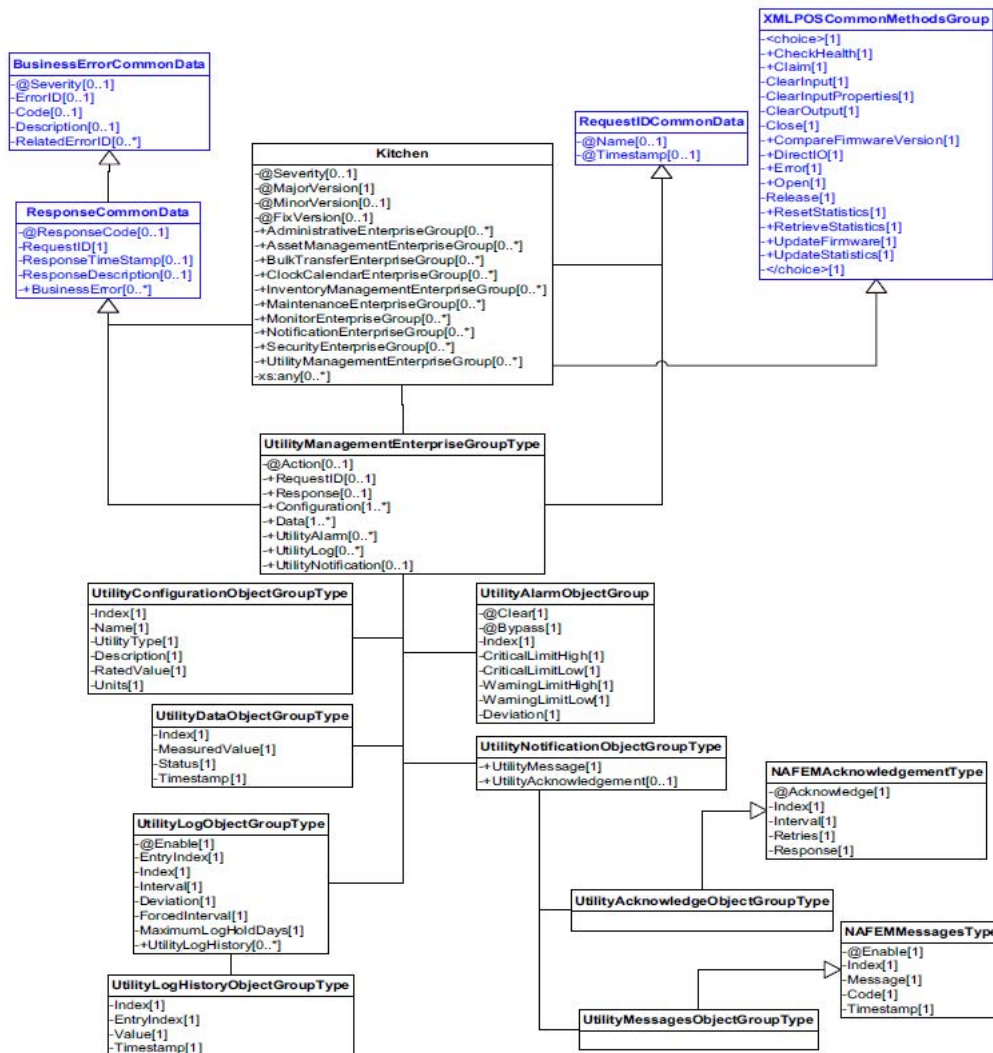 XMLPOSCommonMethodsGroup
-<choice>[1]
-+CheckHealth[1]
-+Claim[1]
-ClearInput[1]
-ClearInputProperties[1]
-ClearOutput[1]
-Close[1]
-+CompareFirmwareVersion[1]
-+DirectIO[1]
-+Error[1]
-+Open[1]
-Release[1]
-+ResetStatistics[1]
-+RetrieveStatistics[1]
-+UpdateFirmware[1]
-+UpdateStatistics[1]
-</choice>[1]
BusinessErrorCommonData
-@Severity[0..1]
-ErrorID[0..1]
-Code[0..1]
-Description[0..1]
-RelatedErrorID[0..*]
RequestIDCommonData
-@Name[0..1]
-@Timestamp[0..1]
Kitchen
-@Severity[0..1]
-@MajorVersion[1]
-@MinorVersion[1]
-@FixVersion[1]
-+AdministrativeEnterpriseGroup[0..*]
-+AssetManagementEnterpriseGroup[0..*]
-+BulkTransferEnterpriseGroup[0..*]
-+ClockCalendarEnterpriseGroup[0..*]
-+InventoryManagementEnterpriseGroup[0..*]
-+MaintenanceEnterpriseGroup[0..*]
-+MonitorEnterpriseGroup[0..*]
-+NotificationEnterpriseGroup[0..*]
-+SecurityEnterpriseGroup[0..*]
-+UtilityManagementEnterpriseGroup[0..*]
-xs:any[0..*]
ResponseCommonData
-@ResponseCode[0..1]
-RequestID[1]
-ResponseTimeStamp[0..1]
-ResponseDescription[0..1]
-+BusinessError[0..*]
UtilityManagementEnterpriseGroupType
-@Action[0..1]
-+RequestID[0..1]
-+Response[0..1]
-+Configuration[1..*]
-+Data[1..*]
-+UtilityAlarm[0..*]
-+UtilityLog[0..*]
-+UtilityNotification[0..1]
UtilityConfigurationObjectGroupType
-Index[1]
-Name[1]
-UtilityType[1]
-Description[1]
-RatedValue[1]
-Units[1]
UtilityAlarmObjectGroup
-@Clear[1]
-@Bypass[1]
-Index[1]
-CriticalLimitHigh[1]
-CriticalLimitLow[1]
-WarningLimitHigh[1]
-WarningLimitLow[1]
-Deviation[1]
UtilityDataObjectGroupType
-Index[1]
-MeasuredValue[1]
-Status[1]
-Timestamp[1]
UtilityNotificationObjectGroupType
-+UtilityMessage[1]
-+UtilityAcknowledgement[0..1]
NAFEMAcknowledgementType
-@Acknowledge[1]
-Index[1]
-Interval[1]
-Retries[1]
-Response[1]
UtilityLogObjectGroupType
-@Enable[1]
-EntryIndex[1]
-Index[1]
-Interval[1]
-Deviation[1]
-ForcedInterval[1]
-MaximumLogHoldDays[1]
-+UtilityLogHistory[0..*]
UtilityAcknowledgeObjectGroupType
NAFEMMessagesType
-@Enable[1]
-Index[1]
-Message[1]
-Code[1]
-Timestamp[1]
UtilityLogHistoryObjectGroupType
-Index[1]
-EntryIndex[1]
-Value[1]
-Timestamp[1]
UtilityMessagesObjectGroupType